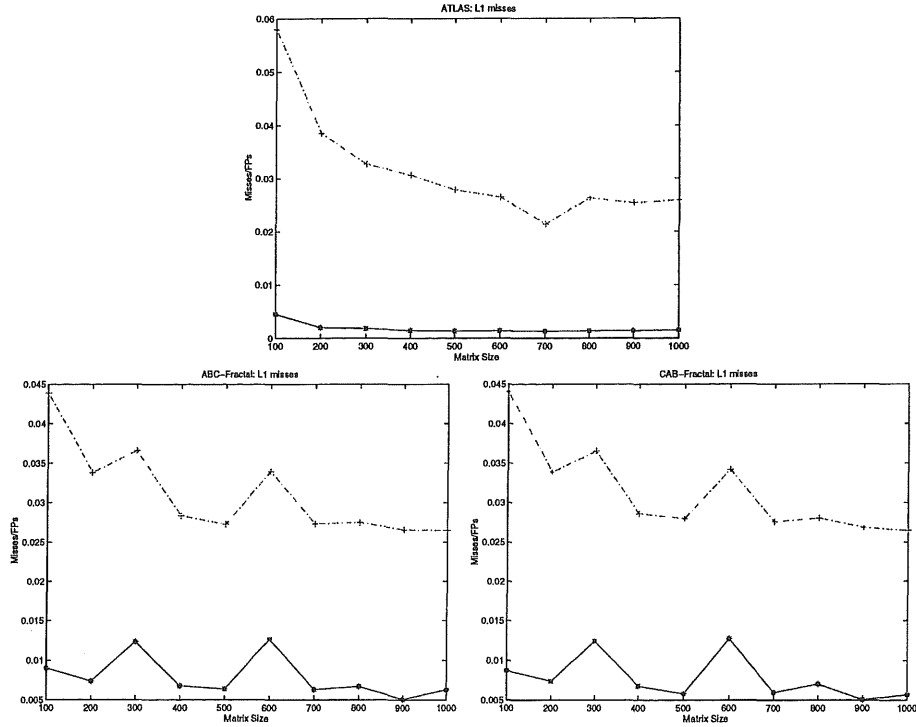 ATLAS: L1 misses
0.06
0.05
0.04
0.03
0.02
0.01
0
Misses/FPs
100 200 300 400 500 600 700 800 900 1000
Matrix Size
ABC-Fractal: L1 misses
0.045
0.04
0.035
0.03
0.025
0.02
0.015
0.01
0.005
Misses/FPs
100 200 300 400 500 600 700 800 900 1000
Matrix Size
CAB-Fractal: L1 misses
0.045
0.04
0.035
0.03
0.025
0.02
0.015
0.01
0.005
Misses/FPs
100 200 300 400 500 600 700 800 900 1000
Matrix Size